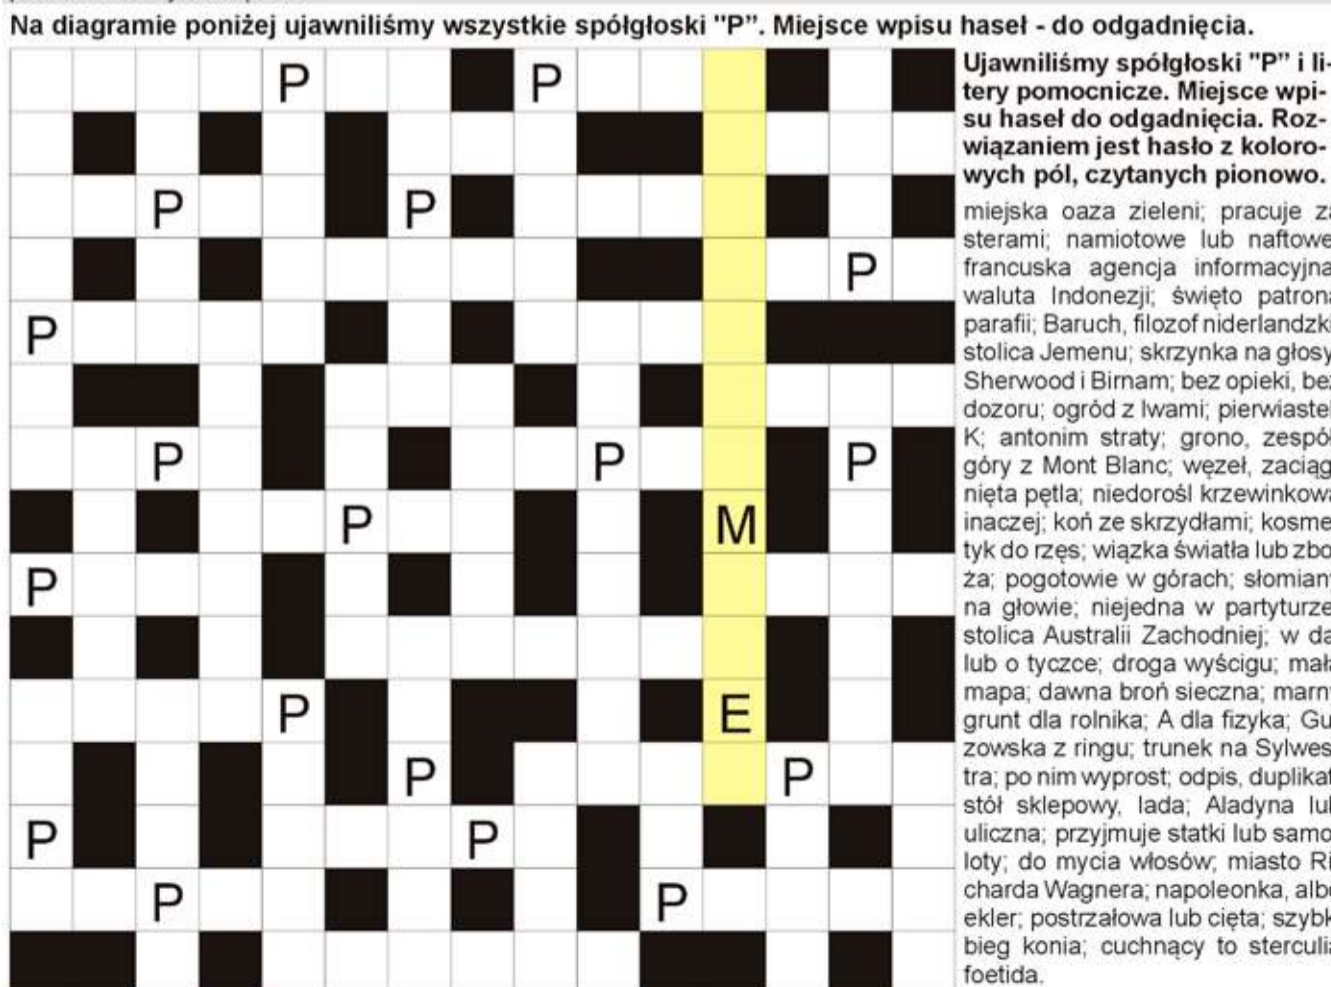 Na diagramie poniżej ujawniliśmy wszystkie spółgłoski "P". Miejsce wpisu haseł - do odgadnięcia.
P P
P P
P
P
P P P
P M
P
P E
P P
P P
P P
Ujawniliśmy spółgłoski "P" i li-
tery pomocnicze. Miejsce wpi-
su haseł do odgadnięcia. Roz-
wiązaniem jest hasło z koloro-
wych pól, czytanych pionowo.
miejska oaza zieleni; pracuje za
sterami; namiotowe lub naftowe;
francuska agencja informacyjna;
waluta Indonezji; święto patrona
parafii; Baruch, filozof niderlandzki;
stolica Jemenu; skrzynka na głosy;
Sherwood i Birnam; bez opieki, bez
dozoru; ogród z lwami; pierwiastek
K; antonim straty; grono, zespół;
góry z Mont Blanc; węzeł, zaciąg-
nięta pętla; niedorośl krzewinkowa
inaczej; koń ze skrzydłami; kosme-
tyk do rzęs; wiązka światła lub zbo-
ża; pogotowie w górach; słomiany
na głowie; niejedna w partyturze;
stolica Australii Zachodniej; w dal
lub o tyczce; droga wyścigu; mała
mapa; dawna broń sieczna; marny
grunt dla rolnika; A dla fizyka; Gu-
zowska z ringu; trunek na Sylwes-
tra; po nim wyprost; odpis, duplikat;
stół sklepowy, lada; Aladyna lub
uliczna; przyjmuje statki lub samo-
loty; do mycia włosów; miasto Ri-
charda Wagnera; napoleonka, albo
ekler; postrzałowa lub cięta; szybki
bieg konia; cuchnący to sterculia
foetida.